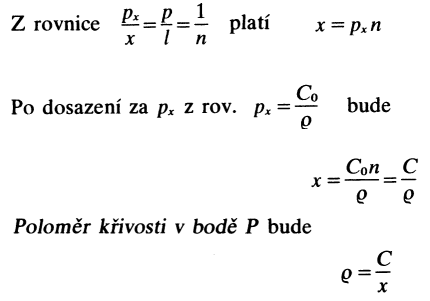 Z rovnice $\frac{p_x}{x} = \frac{p}{l} = \frac{1}{n}$ platí $x = p_x n$
Po dosazení za $p_x$ z rov. $p_x = \frac{C_0}{\varrho}$ bude
$x = \frac{C_0 n}{\varrho} = \frac{C}{\varrho}$
Poloměr křivosti v bodě P bude
$\varrho = \frac{C}{x}$